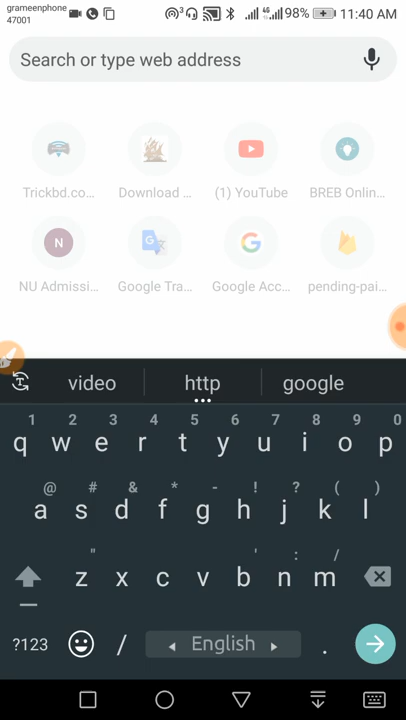 grameenphone
47001
3
4G
98%
11:40 AM
Search or type web address
Trickbd.co... Download ... (1) YouTube BREB Onlin...
N
NU Admissi... Google Tra... Google Acc... pending-pai...
video http google
1 2 3 4 5 6 7 8 9 0
q w e r t y u i o p
@ # & * - ! ? ( )
a s d f g h j k l
" ' : /
z x c v b n m
?123 / English .